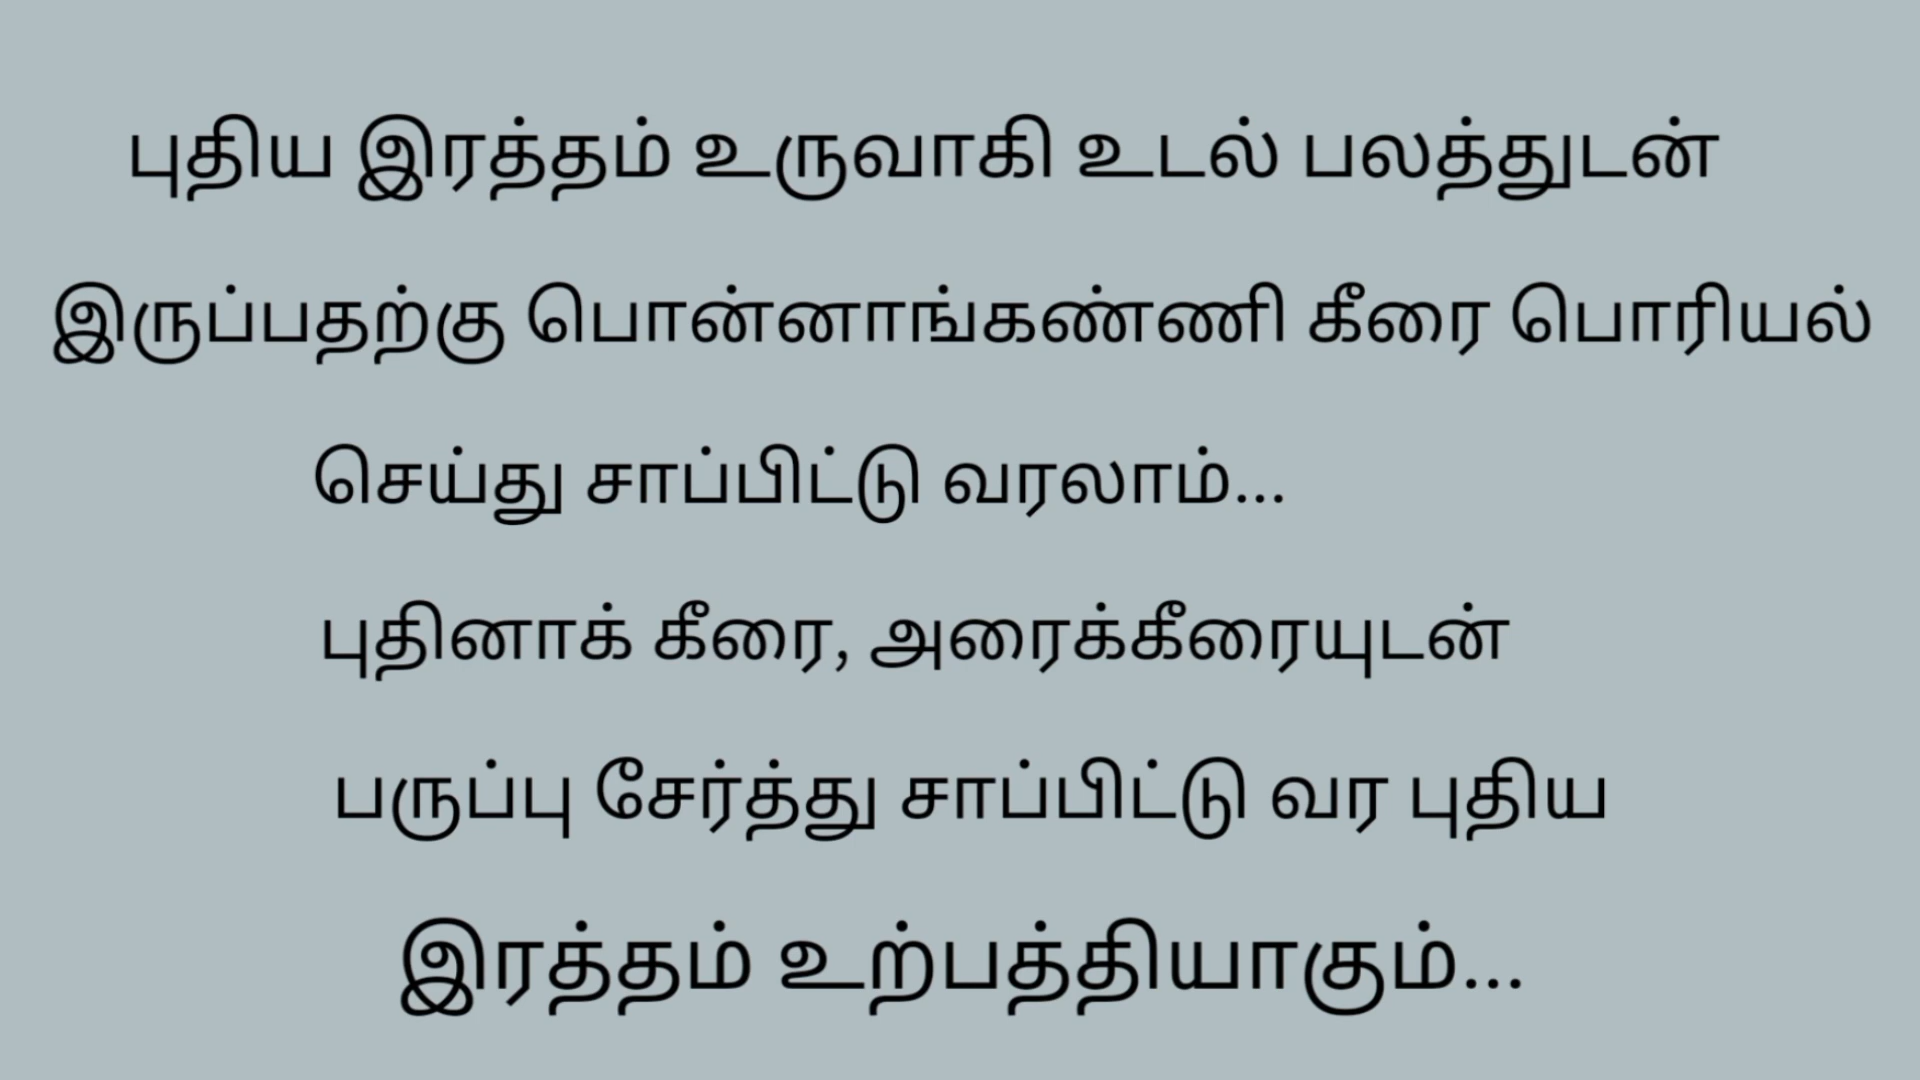 புதிய இரத்தம் உருவாகி உடல் பலத்துடன்
இருப்பதற்கு பொன்னாங்கண்ணி கீரை பொரியல்
செய்து சாப்பிட்டு வரலாம்...
புதினாக் கீரை, அரைக்கீரையுடன்
பருப்பு சேர்த்து சாப்பிட்டு வர புதிய
இரத்தம் உற்பத்தியாகும்...